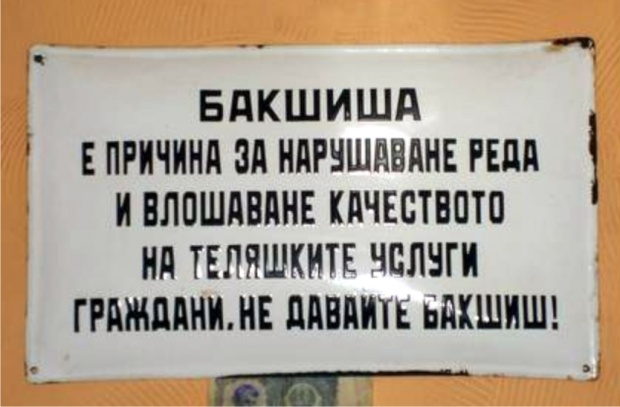 БАКШИША
Е ПРИЧИНА ЗА НАРУШАВАНЕ РЕДА
И ВЛОШАВАНЕ КАЧЕСТВОТО
НА ТЕЛЯШКИТЕ УСЛУГИ
ГРАЖДАНИ, НЕ ДАВАЙТЕ БАКШИШ!